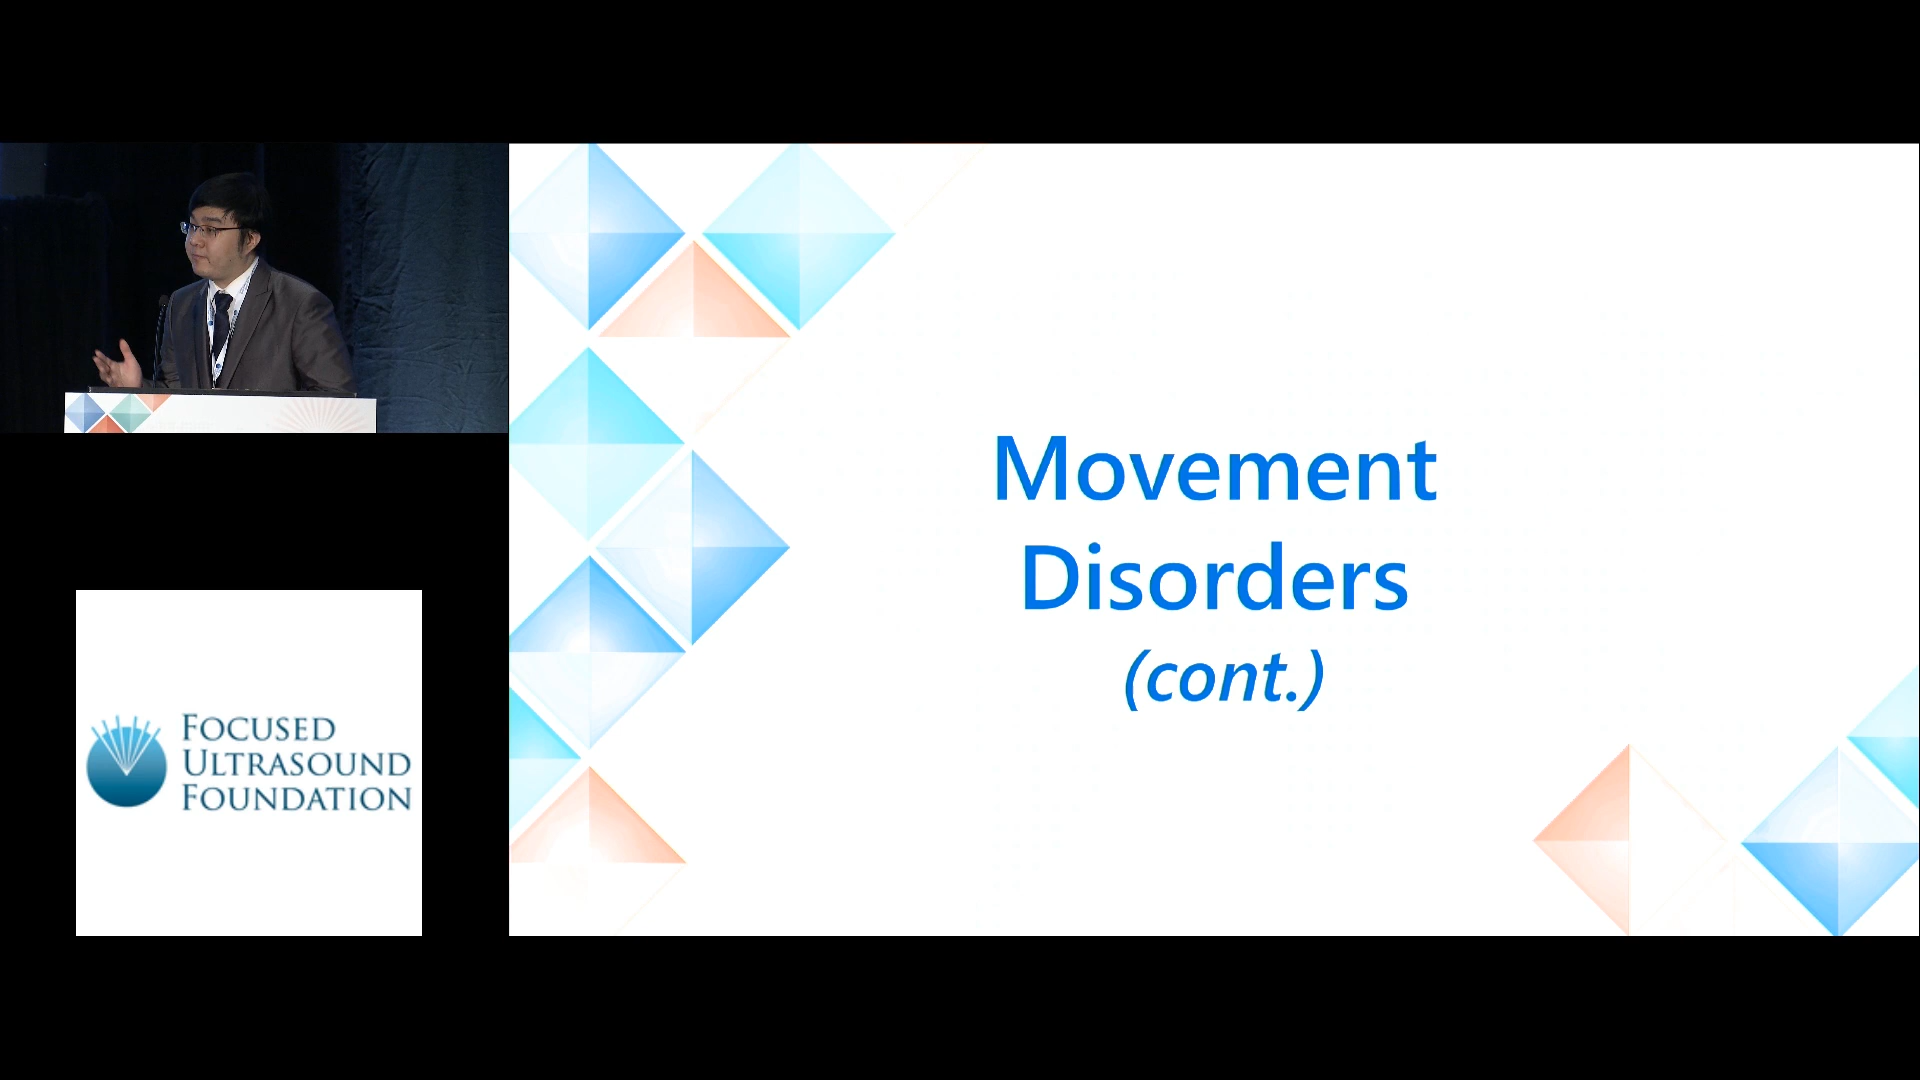 Movement
Disorders
(cont.)
FOCUSED
ULTRASOUND
FOUNDATION